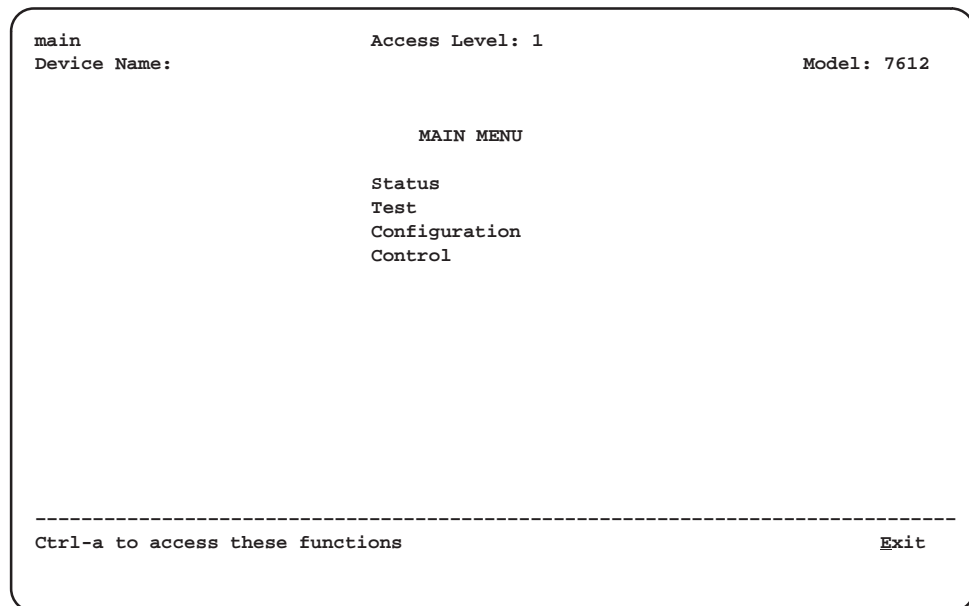 main Access Level: 1
Device Name: Model: 7612
MAIN MENU
Status
Test
Configuration
Control
--------------------------------------------------------------------------------
Ctrl-a to access these functions Exit